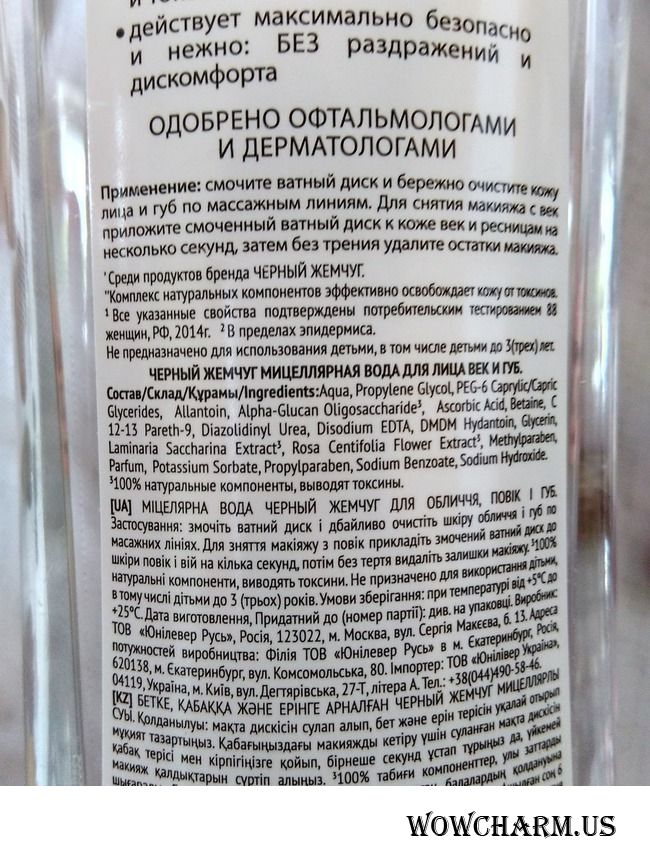 • действует максимально безопасно
и нежно: БЕЗ раздражений и
дискомфорта
ОДОБРЕНО ОФТАЛЬМОЛОГАМИ
И ДЕРМАТОЛОГАМИ
Применение: смочите ватный диск и бережно очистите кожу
лица и губ по массажным линиям. Для снятия макияжа с век
приложите смоченный ватный диск к коже век и ресницам на
несколько секунд, затем без трения удалите остатки макияжа.
*Среди продуктов бренда ЧЕРНЫЙ ЖЕМЧУГ.
**Комплекс натуральных компонентов эффективно освобождает кожу от токсинов.
¹ Все указанные свойства подтверждены потребительским тестированием 88
женщин, РФ, 2014г. ² В пределах эпидермиса.
Не предназначено для использования детьми, в том числе детьми до 3(трех) лет.
ЧЕРНЫЙ ЖЕМЧУГ МИЦЕЛЛЯРНАЯ ВОДА ДЛЯ ЛИЦА ВЕК И ГУБ.
Состав/Склад/Құрамы/Ingredients:Aqua, Propylene Glycol, PEG-6 Caprylic/Capric
Glycerides, Allantoin, Alpha-Glucan Oligosaccharide³, Ascorbic Acid, Betaine, C
12-13 Pareth-9, Diazolidinyl Urea, Disodium EDTA, DMDM Hydantoin, Glycerin,
Laminaria Saccharina Extract³, Rosa Centifolia Flower Extract³, Methylparaben,
Parfum, Potassium Sorbate, Propylparaben, Sodium Benzoate, Sodium Hydroxide.
³100% натуральные компоненты, выводят токсины.
[UA] МІЦЕЛЯРНА ВОДА ЧЕРНЫЙ ЖЕМЧУГ ДЛЯ ОБЛИЧЧЯ, ПОВІК І ГУБ.
Застосування: змочіть ватний диск і дбайливо очистіть шкіру обличчя і губ по
масажних лініях. Для зняття макіяжу з повік прикладіть змочений ватний диск до
шкіри повік і вій на кілька секунд, потім без тертя видаліть залишки макіяжу. ³100%
натуральні компоненти, виводять токсини. Не призначено для використання дітьми,
в тому числі дітьми до 3 (трьох) років. Умови зберігання: при температурі від +5°С до
+25°С. Дата виготовлення, Придатний до (номер партії): див. на упаковці. Виробник:
ТОВ «Юнілевер Русь», Росія, 123022, м. Москва, вул. Сергія Макеєва, б. 13. Адреса
потужностей виробництва: Філія ТОВ «Юнілевер Русь» в м. Єкатеринбург, Росія,
620138, м. Єкатеринбург, вул. Комсомольська, 80. Імпортер: ТОВ «Юнілівер Україна»,
04119, Україна, м. Київ, вул. Дегтярівська, 27-Т, літера А. Тел.: +38(044)490-58-46.
[KZ] БЕТКЕ, ҚАБАҚҚА ЖӘНЕ ЕРІНГЕ АРНАЛҒАН ЧЕРНЫЙ ЖЕМЧУГ МИЦЕЛЛЯРЛЫ
СУЫ. Қолданылуы: мақта дискісін сулап алып, бет және ерін терісін уқалай отырып
мұқият тазартыңыз. Қабағыңыздағы макияжды кетіру үшін суланған мақта дискісін
қабақ терісі мен кірпігіңізге қойып, бірнеше секунд ұстап тұрыңыз да, үйкемей
макияж қалдықтарын сүртіп алыңыз. ³100% табиғи компоненттер, улы заттарды
балалардың қолдануына
WOWCHARM.US